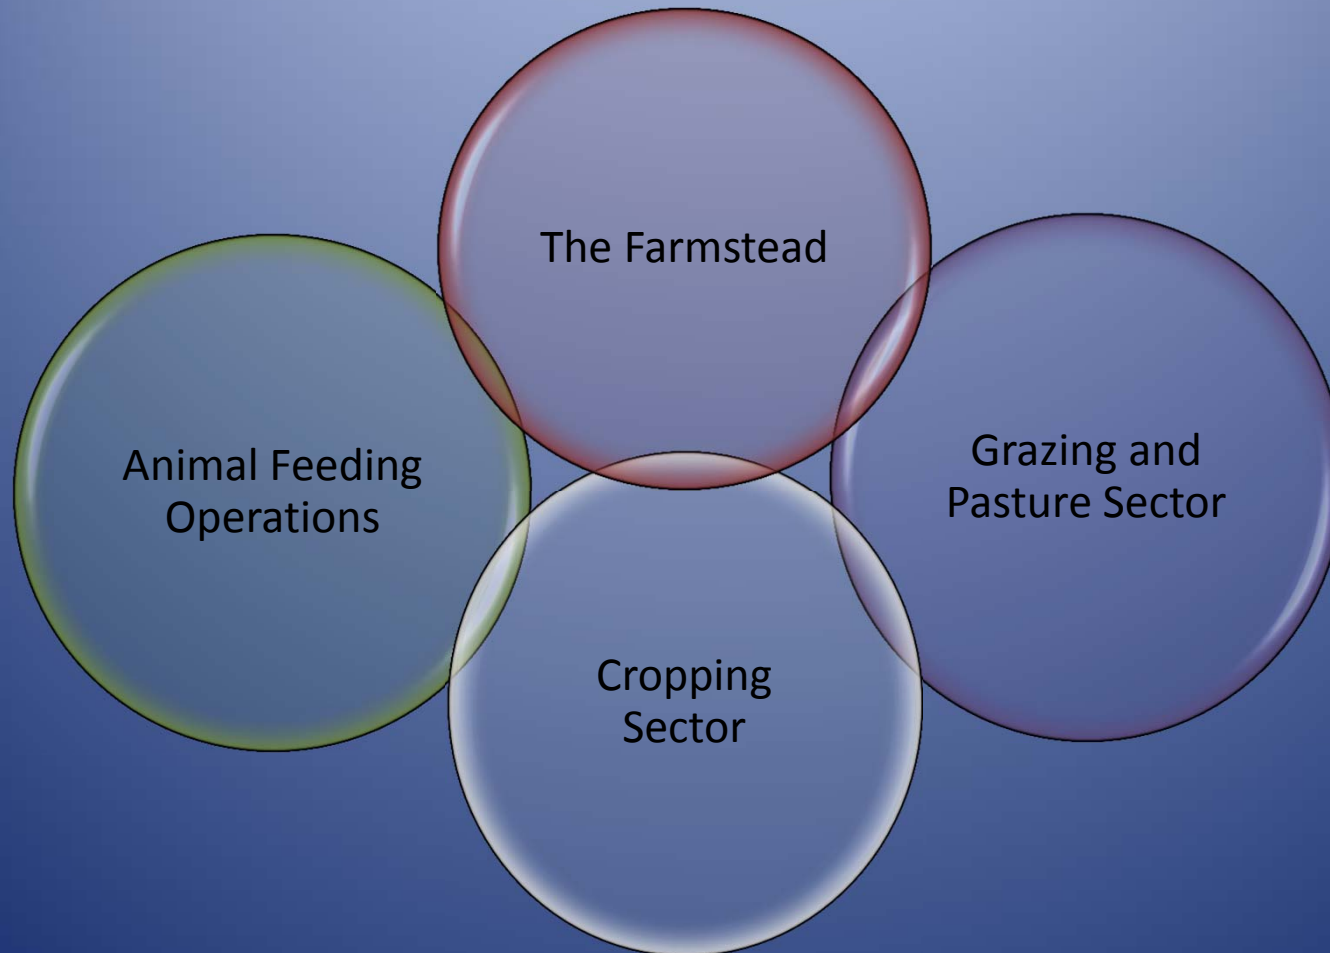 The Farmstead
Animal Feeding
Operations
Grazing and
Pasture Sector
Cropping
Sector